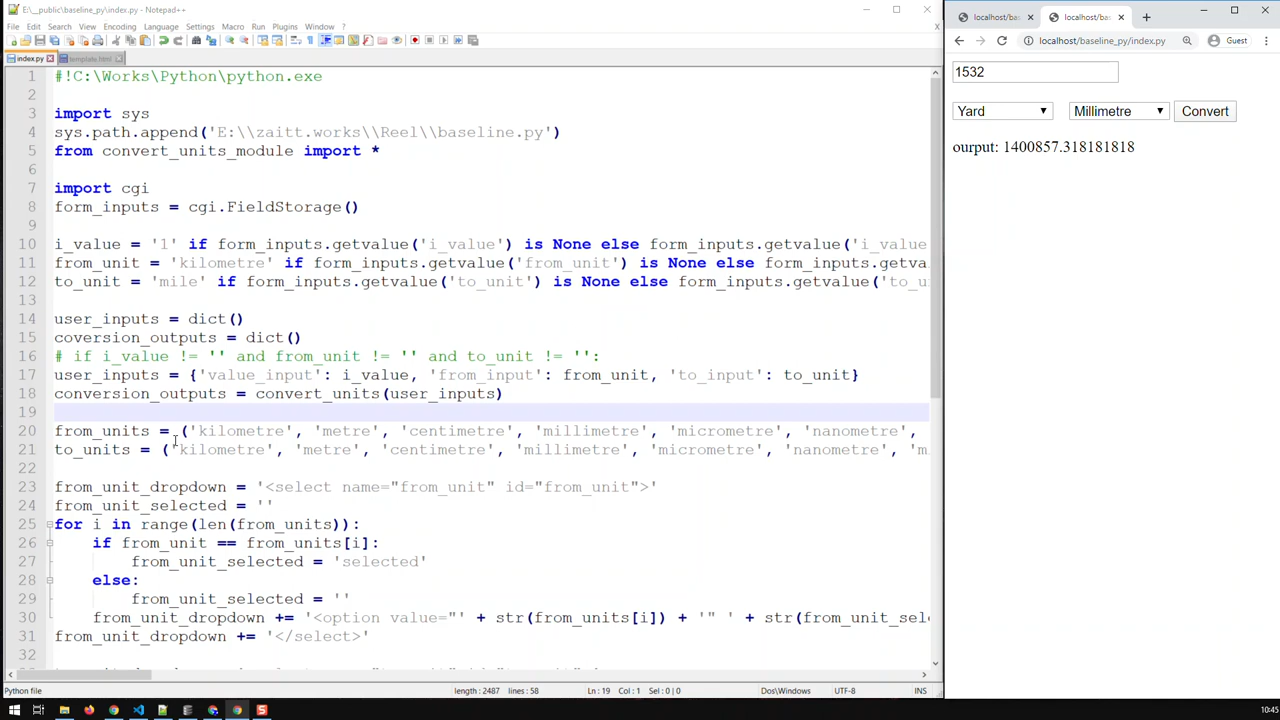 E:\__public\baseline_py\index.py - Notepad++
File Edit Search View Encoding Language Settings Macro Run Plugins Window ?
index.py template.html
1 #!C:\Works\Python\python.exe
2
3 import sys
4 sys.path.append('E:\\zaitt.works\\Reel\\baseline.py')
5 from convert_units_module import *
6
7 import cgi
8 form_inputs = cgi.FieldStorage()
9
10 i_value = '1' if form_inputs.getvalue('i_value') is None else form_inputs.getvalue('i_value
11 from_unit = 'kilometre' if form_inputs.getvalue('from_unit') is None else form_inputs.getva
12 to_unit = 'mile' if form_inputs.getvalue('to_unit') is None else form_inputs.getvalue('to_u
13
14 user_inputs = dict()
15 coversion_outputs = dict()
16 # if i_value != '' and from_unit != '' and to_unit != '':
17 user_inputs = {'value_input': i_value, 'from_input': from_unit, 'to_input': to_unit}
18 conversion_outputs = convert_units(user_inputs)
19
20 from_units = ('kilometre', 'metre', 'centimetre', 'millimetre', 'micrometre', 'nanometre',
21 to_units = ('kilometre', 'metre', 'centimetre', 'millimetre', 'micrometre', 'nanometre', 'm
22
23 from_unit_dropdown = '<select name="from_unit" id="from_unit">'
24 from_unit_selected = ''
25 for i in range(len(from_units)):
26 if from_unit == from_units[i]:
27 from_unit_selected = 'selected'
28 else:
29 from_unit_selected = ''
30 from_unit_dropdown += '<option value="' + str(from_units[i]) + '" ' + str(from_unit_sel
31 from_unit_dropdown += '</select>'
32
Python file length : 2487 lines : 58 Ln : 19 Col : 1 Sel : 0 | 0 Dos\Windows UTF-8 INS
localhost/bas localhost/bas
localhost/baseline_py/index.py Guest
1532
Yard Millimetre Convert
ourput: 1400857.318181818
10:45